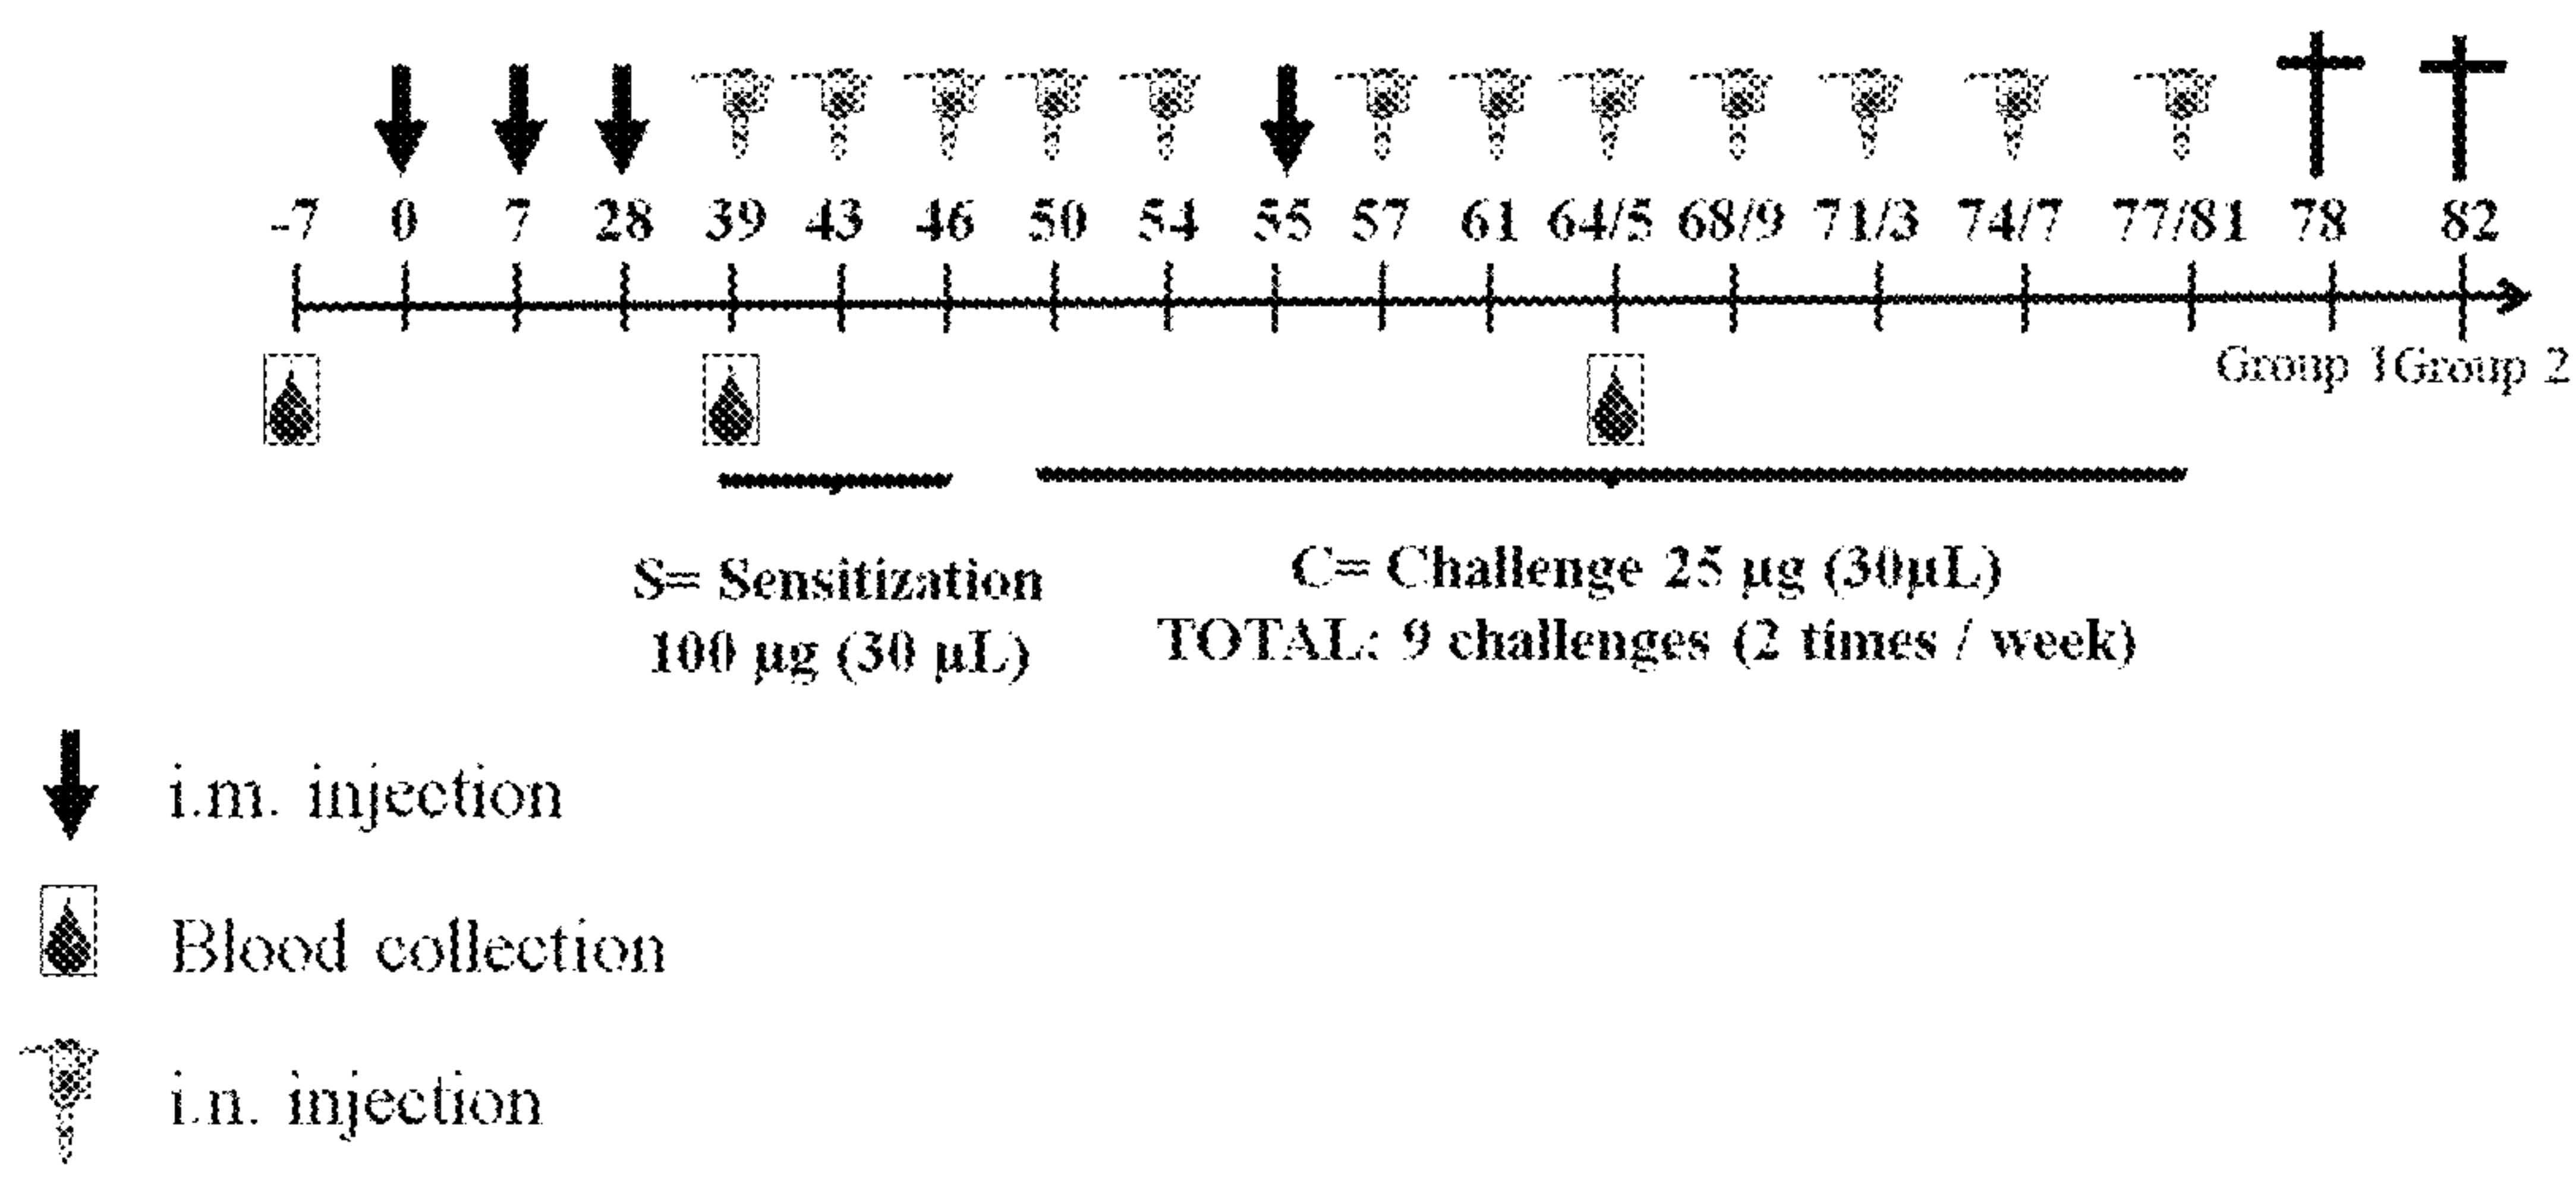 -7 0 7 28 39 43 46 50 54 55 57 61 64/5 68/9 71/3 74/7 77/81 78 82
Group 1 Group 2
S= Sensitization
100 µg (30 µL)
C= Challenge 25 µg (30µL)
TOTAL: 9 challenges (2 times / week)
i.m. injection
Blood collection
i.n. injection